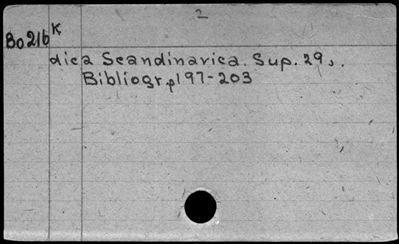 2
Bo216K
dica Scandinavica. Sup. 29,.
Bibliogr.p197-203